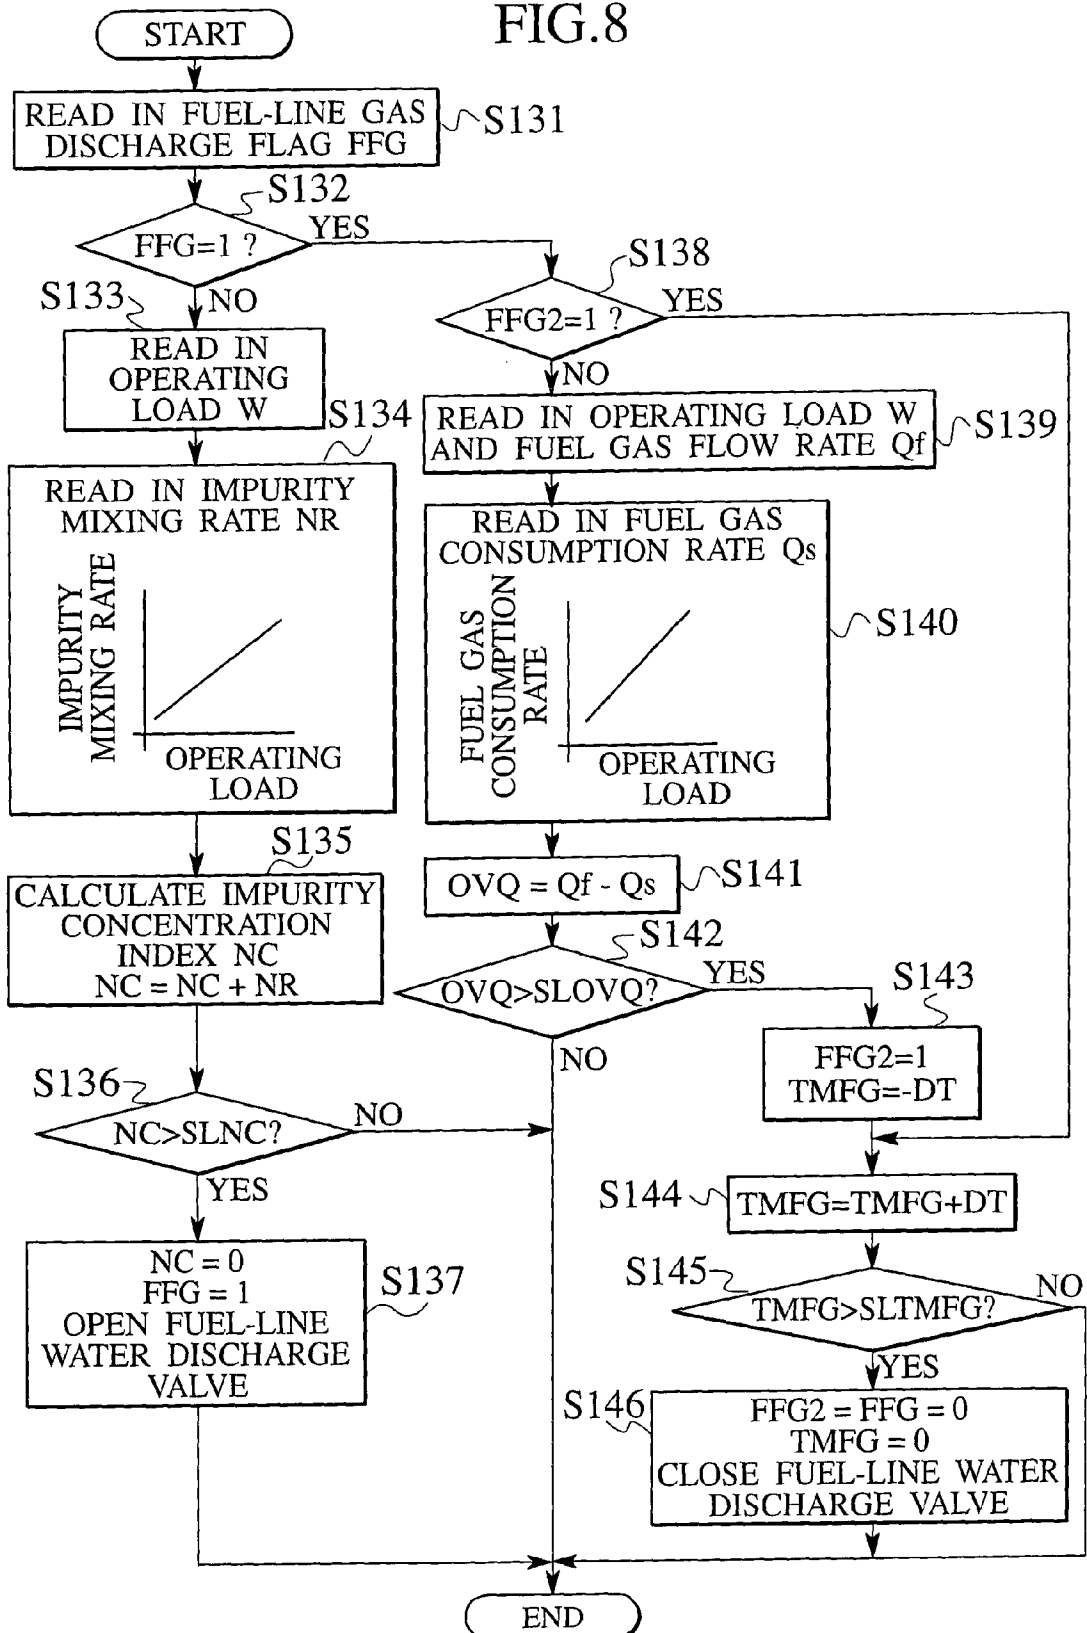 FIG.8
START
READ IN FUEL-LINE GAS
DISCHARGE FLAG FFG
S131
S132
FFG=1 ?
YES
NO
S133
READ IN
OPERATING
LOAD W
S134
READ IN IMPURITY
MIXING RATE NR
IMPURITY
MIXING RATE
OPERATING
LOAD
S135
CALCULATE IMPURITY
CONCENTRATION
INDEX NC
NC = NC + NR
S136
NC>SLNC?
NO
YES
NC = 0
FFG = 1
OPEN FUEL-LINE
WATER DISCHARGE
VALVE
S137
S138
FFG2=1 ?
YES
NO
READ IN OPERATING LOAD W
AND FUEL GAS FLOW RATE Qf
S139
READ IN FUEL GAS
CONSUMPTION RATE Qs
FUEL GAS
CONSUMPTION
RATE
OPERATING
LOAD
S140
OVQ = Qf - Qs
S141
S142
OVQ>SLOVQ?
YES
NO
S143
FFG2=1
TMFG=-DT
S144
TMFG=TMFG+DT
S145
TMFG>SLTMFG?
NO
YES
S146
FFG2 = FFG = 0
TMFG = 0
CLOSE FUEL-LINE WATER
DISCHARGE VALVE
END